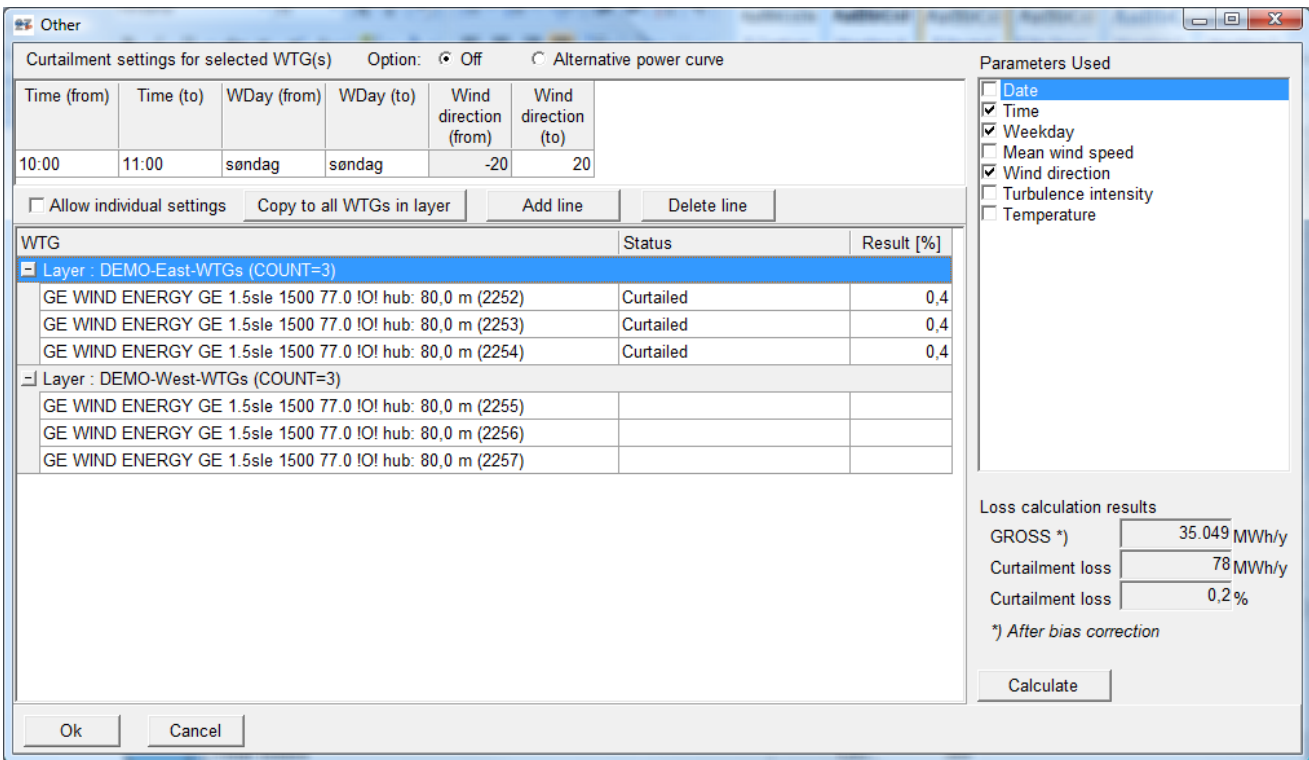 Other
Curtailment settings for selected WTG(s) Option: Off Alternative power curve
Time (from) Time (to) WDay (from) WDay (to) Wind direction (from) Wind direction (to)
10:00 11:00 søndag søndag -20 20
Allow individual settings Copy to all WTGs in layer Add line Delete line
WTG Status Result [%]
Layer : DEMO-East-WTGs (COUNT=3)
GE WIND ENERGY GE 1.5sle 1500 77.0 !O! hub: 80,0 m (2252) Curtailed 0,4
GE WIND ENERGY GE 1.5sle 1500 77.0 !O! hub: 80,0 m (2253) Curtailed 0,4
GE WIND ENERGY GE 1.5sle 1500 77.0 !O! hub: 80,0 m (2254) Curtailed 0,4
Layer : DEMO-West-WTGs (COUNT=3)
GE WIND ENERGY GE 1.5sle 1500 77.0 !O! hub: 80,0 m (2255)
GE WIND ENERGY GE 1.5sle 1500 77.0 !O! hub: 80,0 m (2256)
GE WIND ENERGY GE 1.5sle 1500 77.0 !O! hub: 80,0 m (2257)
Parameters Used
Date
Time
Weekday
Mean wind speed
Wind direction
Turbulence intensity
Temperature
Loss calculation results
GROSS *) 35.049 MWh/y
Curtailment loss 78 MWh/y
Curtailment loss 0,2 %
*) After bias correction
Calculate
Ok Cancel